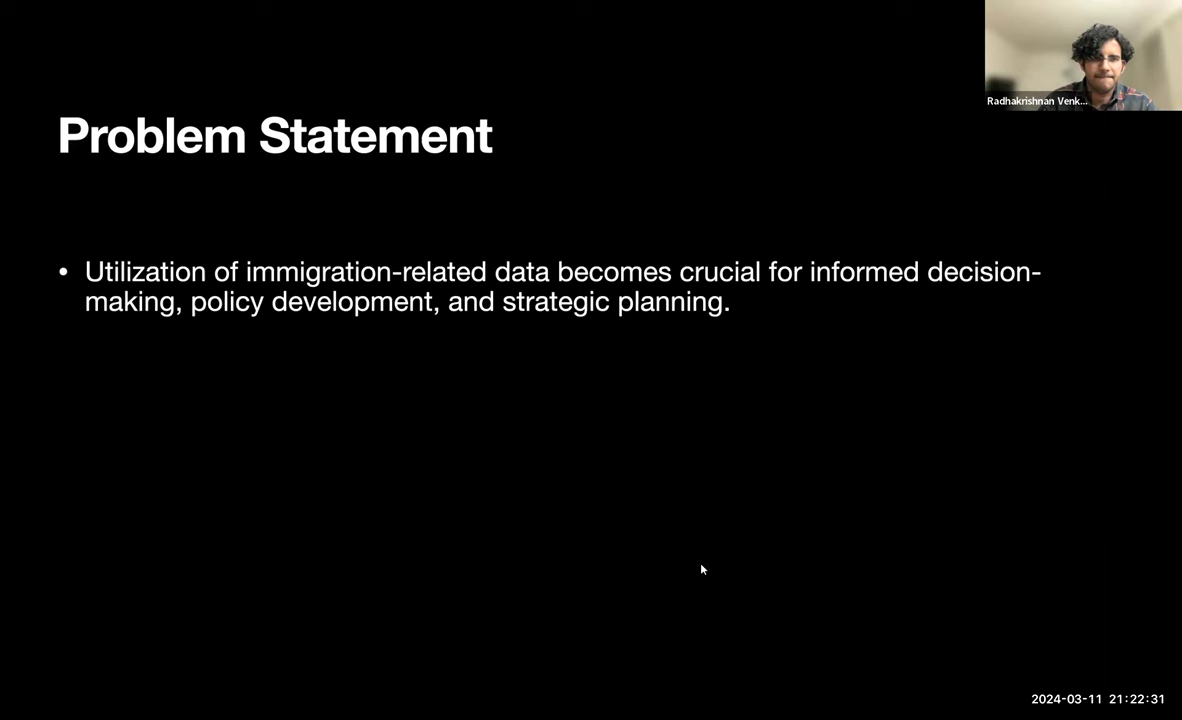 Radhakrishnan Venk...
Problem Statement
• Utilization of immigration-related data becomes crucial for informed decision-
making, policy development, and strategic planning.
2024-03-11 21:22:31